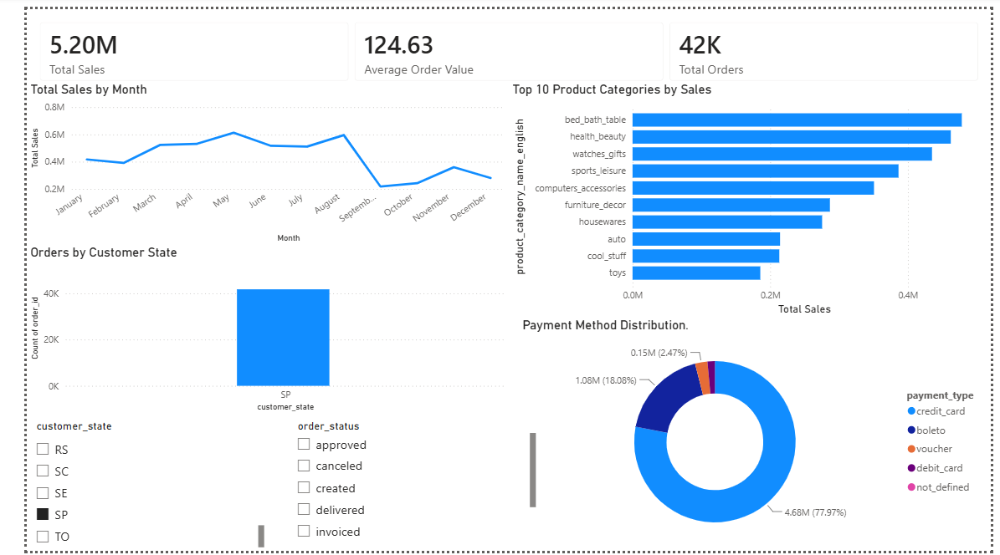 5.20M
Total Sales
124.63
Average Order Value
42K
Total Orders
Total Sales by Month
0.8M
0.6M
0.4M
0.2M
Total Sales
January
February
March
April
May
June
July
August
Septemb...
October
November
December
Month
Top 10 Product Categories by Sales
product_category_name_english
bed_bath_table
health_beauty
watches_gifts
sports_leisure
computers_accessories
furniture_decor
housewares
auto
cool_stuff
toys
0.0M
0.2M
0.4M
Total Sales
Orders by Customer State
40K
20K
0K
Count of order_id
SP
customer_state
Payment Method Distribution.
0.15M (2.47%)
1.08M (18.08%)
4.68M (77.97%)
payment_type
credit_card
boleto
voucher
debit_card
not_defined
customer_state
RS
SC
SE
SP
TO
order_status
approved
canceled
created
delivered
invoiced